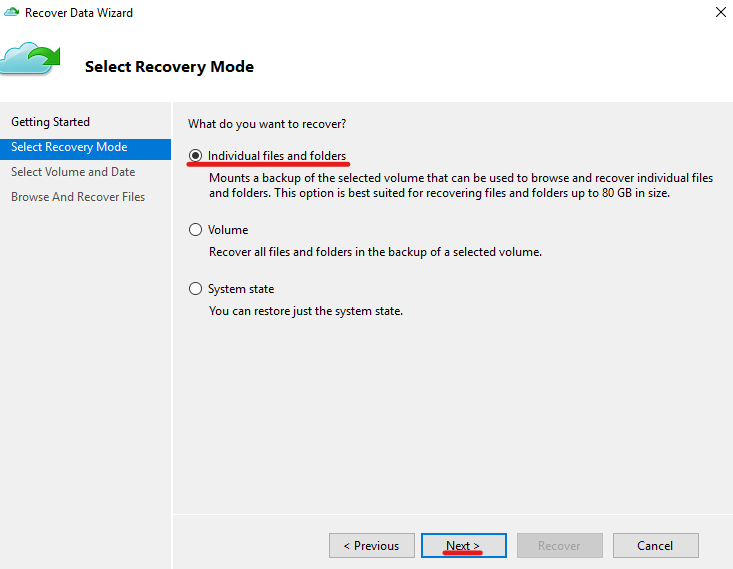 Recover Data Wizard
Select Recovery Mode
Getting Started
Select Recovery Mode
Select Volume and Date
Browse And Recover Files
What do you want to recover?
Individual files and folders
Mounts a backup of the selected volume that can be used to browse and recover individual files
and folders. This option is best suited for recovering files and folders up to 80 GB in size.
Volume
Recover all files and folders in the backup of a selected volume.
System state
You can restore just the system state.
< Previous
Next >
Recover
Cancel